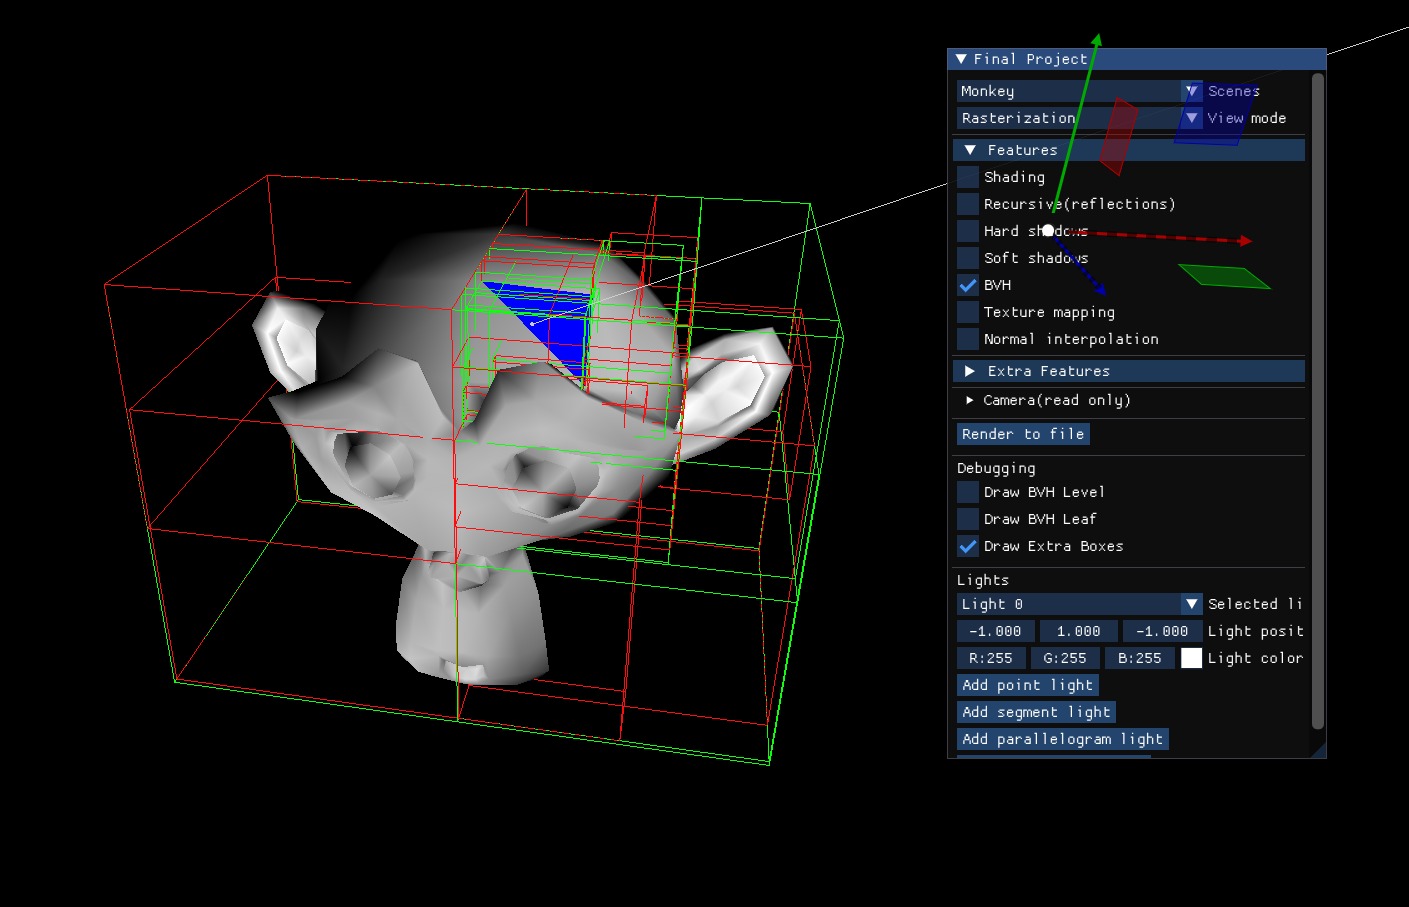 Final Project
Monkey Scenes
Rasterization View mode
Features
Shading
Recursive(reflections)
Hard shadows
Soft shadows
BVH
Texture mapping
Normal interpolation
Extra Features
Camera(read only)
Render to file
Debugging
Draw BVH Level
Draw BVH Leaf
Draw Extra Boxes
Lights
Light 0 Selected li
-1.000 1.000 -1.000 Light posit
R:255 G:255 B:255 Light color
Add point light
Add segment light
Add parallelogram light